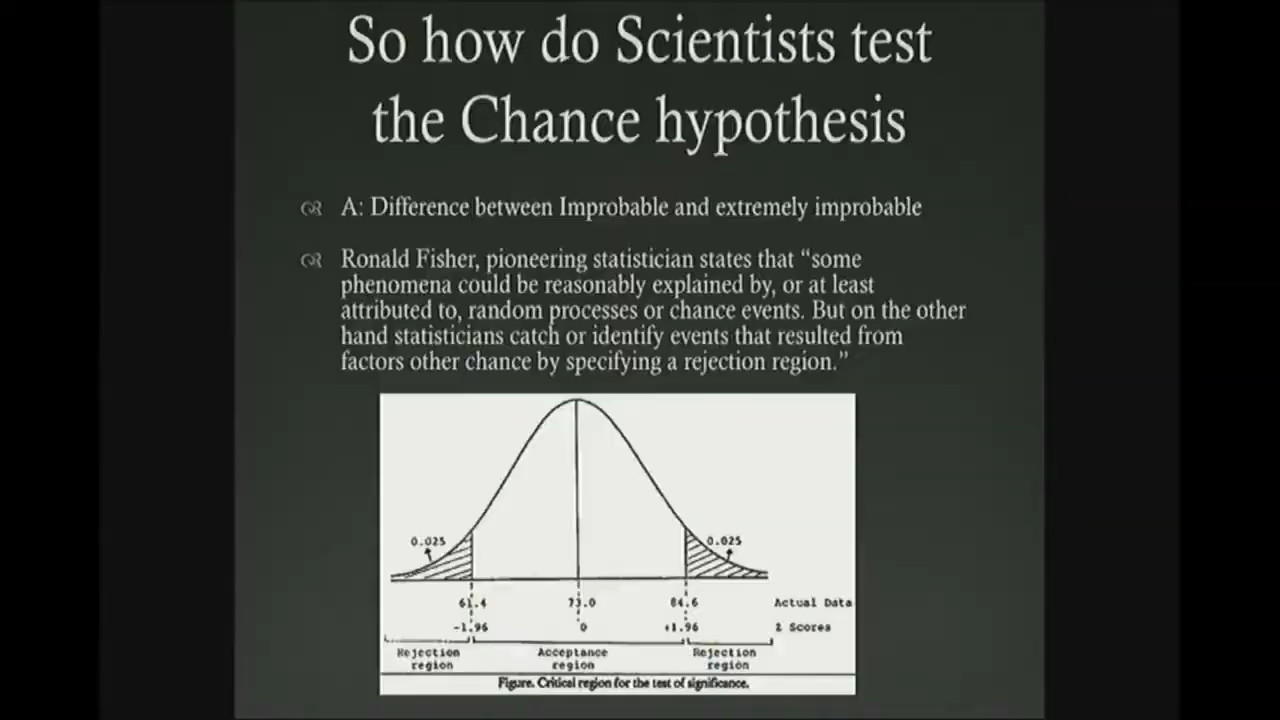 So how do Scientists test
the Chance hypothesis
A: Difference between Improbable and extremely improbable
Ronald Fisher, pioneering statistician states that “some
phenomena could be reasonably explained by, or at least
attributed to, random processes or chance events. But on the other
hand statisticians catch or identify events that resulted from
factors other chance by specifying a rejection region.”
0.025 0.025
61.4 73.0 84.6 Actual Data
-1.96 0 +1.96 Z Scores
Rejection Acceptance Rejection
region region region
Figure. Critical region for the test of significance.